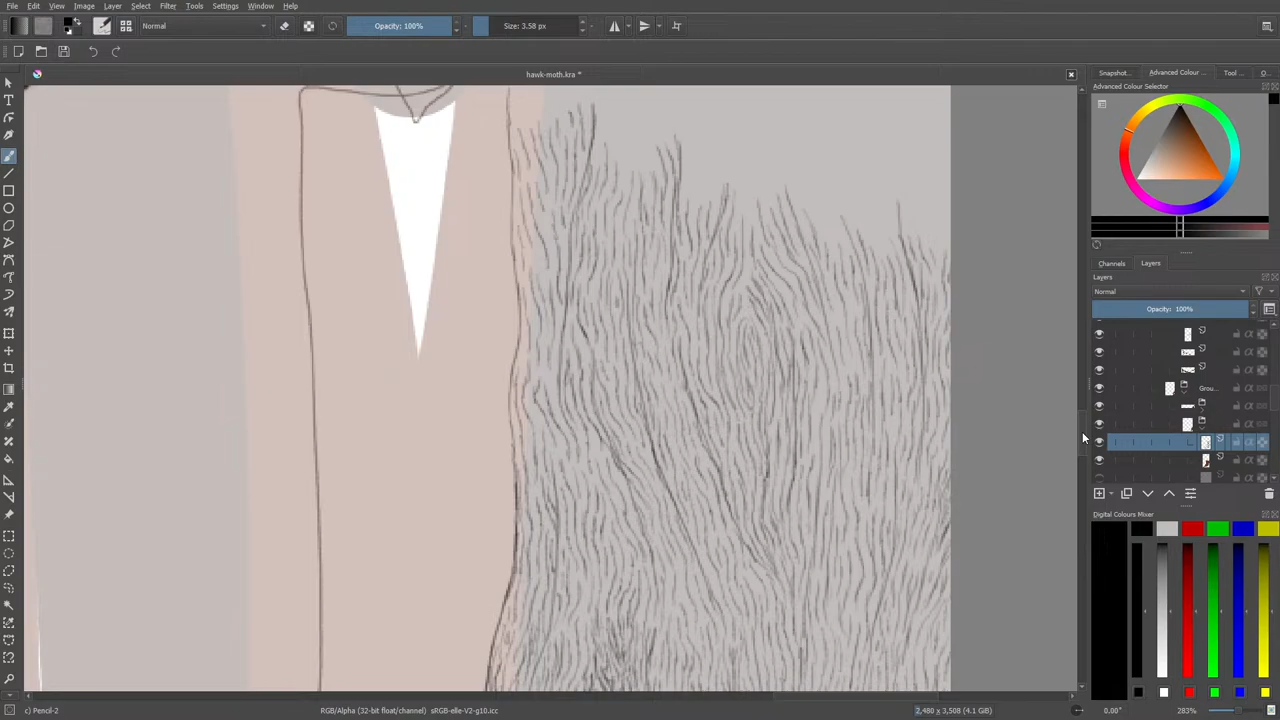 File Edit View Image Layer Select Filter Tools Settings Window Help
Normal Opacity: 100% Size: 3.58 px
hawk-moth.kra *
Snapshot... Advanced Colour ... Tool ... O...
Advanced Colour Selector
Channels Layers
Layers
Normal
Opacity: 100%
Grou...
Digital Colours Mixer
c) Pencil-2 RGB/Alpha (32-bit float/channel) sRGB-elle-V2-g10.icc 2,480 x 3,508 (4.1 GiB) 0.00° 283%